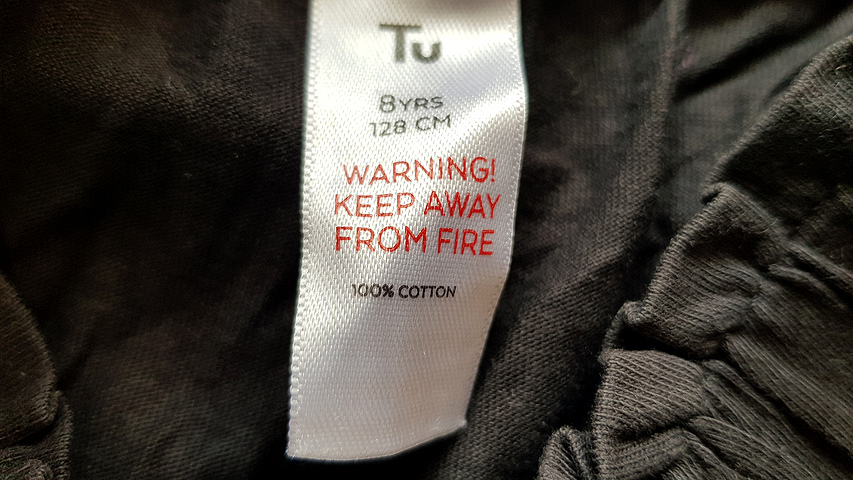 Tu
8YRS
128 CM
WARNING!
KEEP AWAY
FROM FIRE
100% COTTON